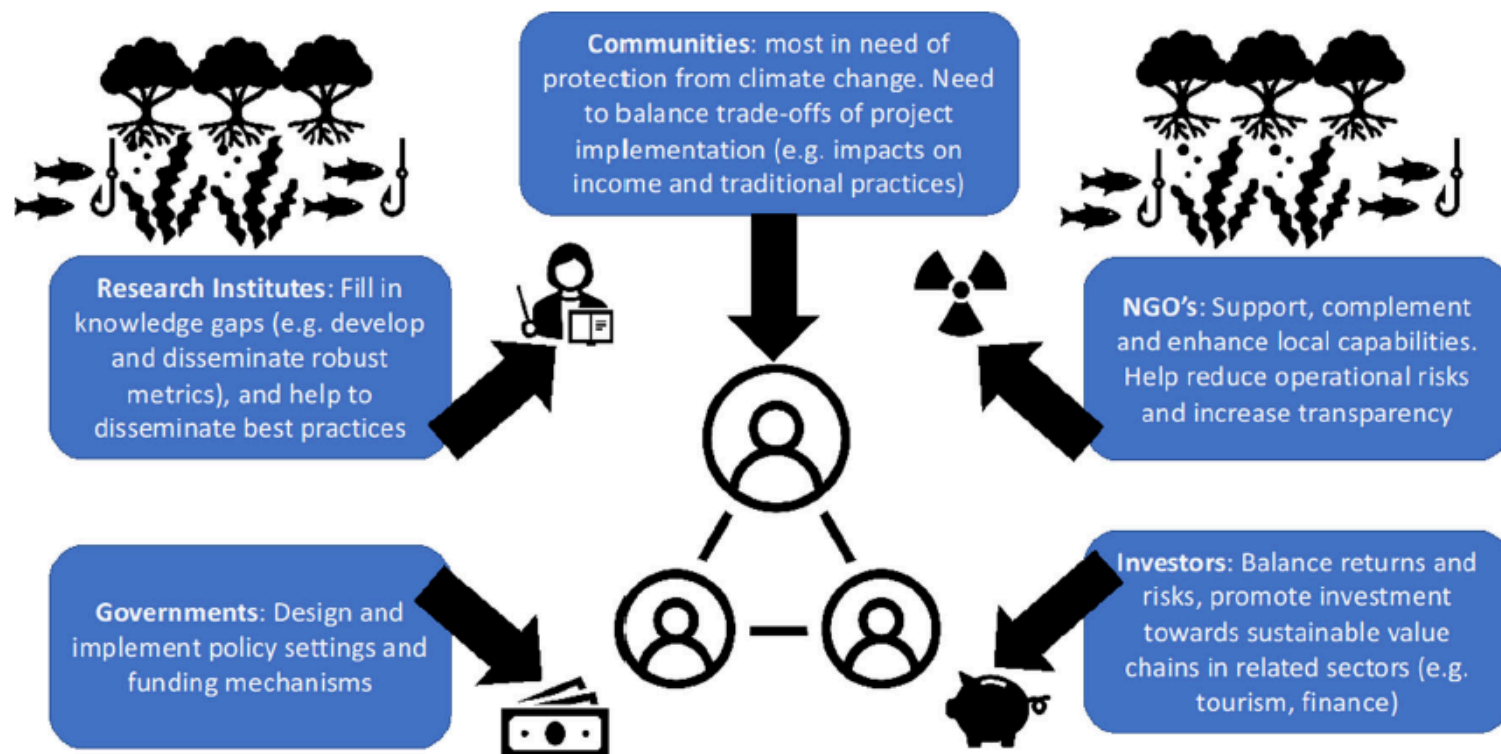 Communities: most in need of
protection from climate change. Need
to balance trade-offs of project
implementation (e.g. impacts on
income and traditional practices)
Research Institutes: Fill in
knowledge gaps (e.g. develop
and disseminate robust
metrics), and help to
disseminate best practices
NGO's: Support, complement
and enhance local capabilities.
Help reduce operational risks
and increase transparency
Governments: Design and
implement policy settings and
funding mechanisms
Investors: Balance returns and
risks, promote investment
towards sustainable value
chains in related sectors (e.g.
tourism, finance)